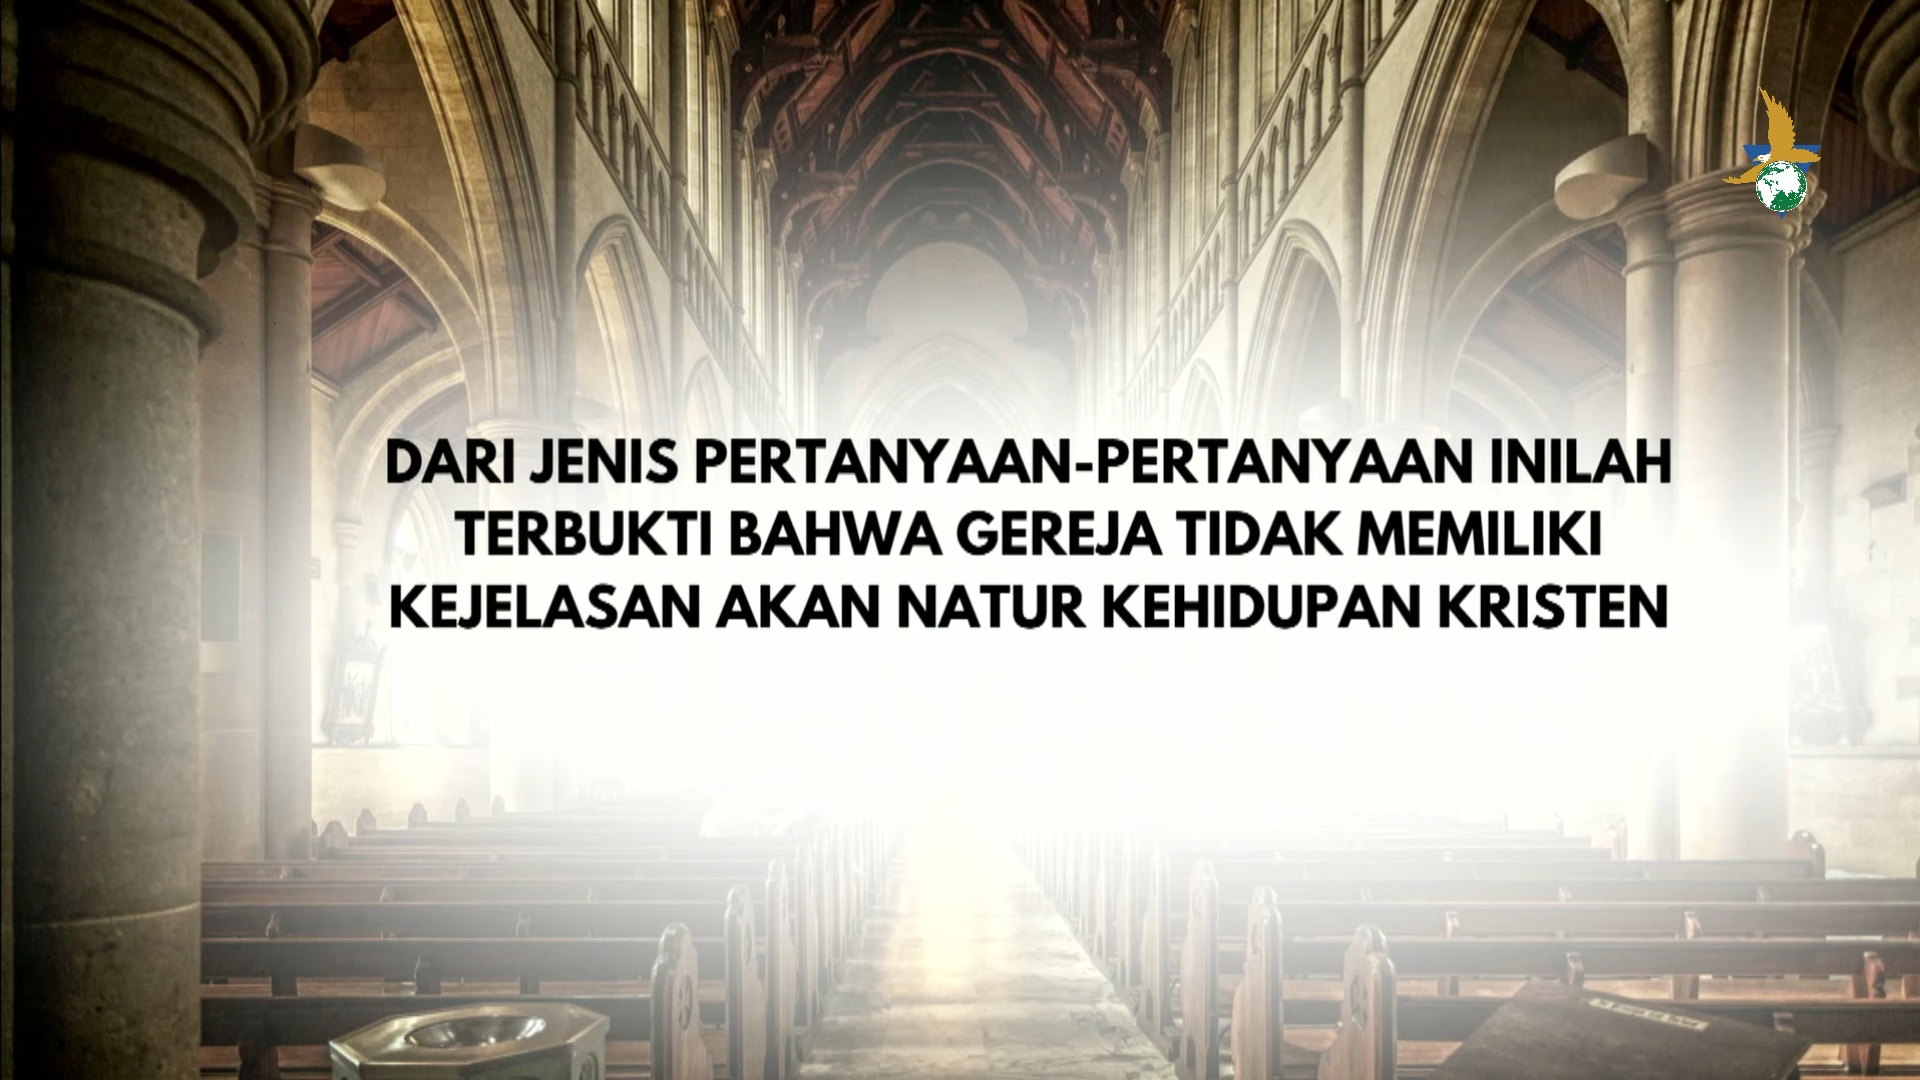 DARI JENIS PERTANYAAN-PERTANYAAN INILAH
TERBUKTI BAHWA GEREJA TIDAK MEMILIKI
KEJELASAN AKAN NATUR KEHIDUPAN KRISTEN